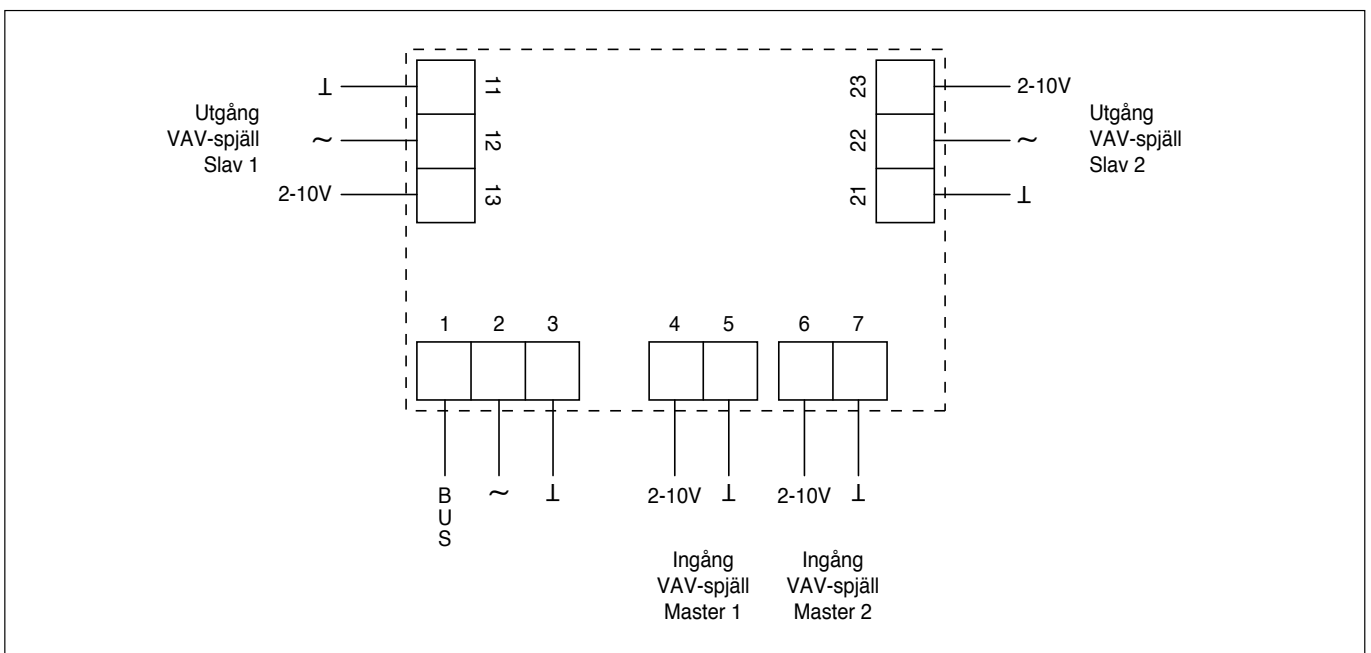 Utgång
VAV-spjäll
Slav 1
⊥ 11
~ 12
2-10V 13
23 2-10V
22 ~
21 ⊥
Utgång
VAV-spjäll
Slav 2
1 2 3 4 5 6 7
B
U
S
~ ⊥ 2-10V ⊥ 2-10V ⊥
Ingång
VAV-spjäll
Master 1
Ingång
VAV-spjäll
Master 2